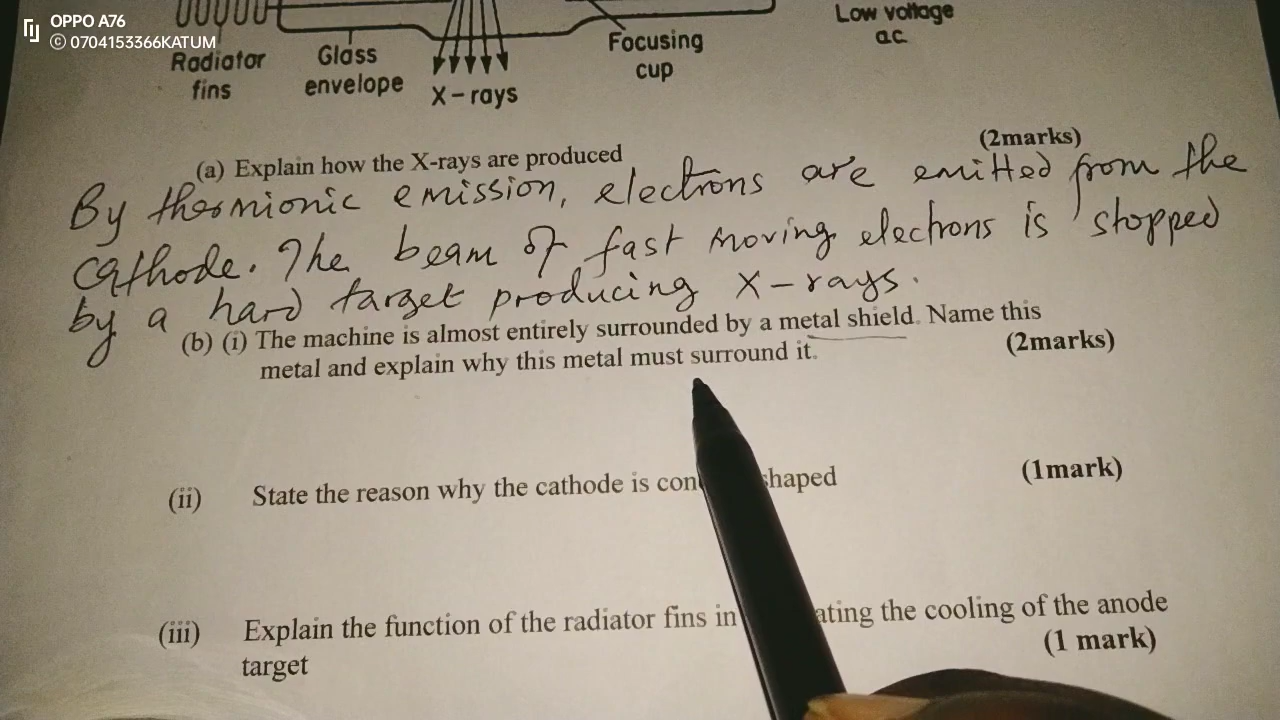 OPPO A76
© 0704153366KATUM
Radiator fins
Glass envelope
X-rays
Focusing cup
Low voltage a.c.
(a) Explain how the X-rays are produced (2marks)
By thermionic emission, electrons are emitted from the
cathode. The beam of fast moving electrons is stopped
by a hard target producing X-rays.
(b) (i) The machine is almost entirely surrounded by a metal shield. Name this
metal and explain why this metal must surround it. (2marks)
(ii) State the reason why the cathode is shaped (1mark)
(iii) Explain the function of the radiator fins in the cooling of the anode
target (1 mark)